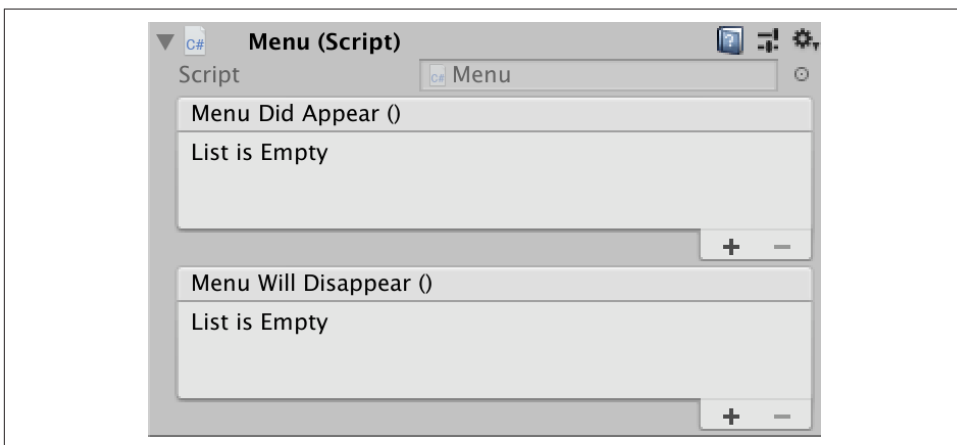 C# Menu (Script)
Script C# Menu
Menu Did Appear ()
List is Empty
+ −
Menu Will Disappear ()
List is Empty
+ −